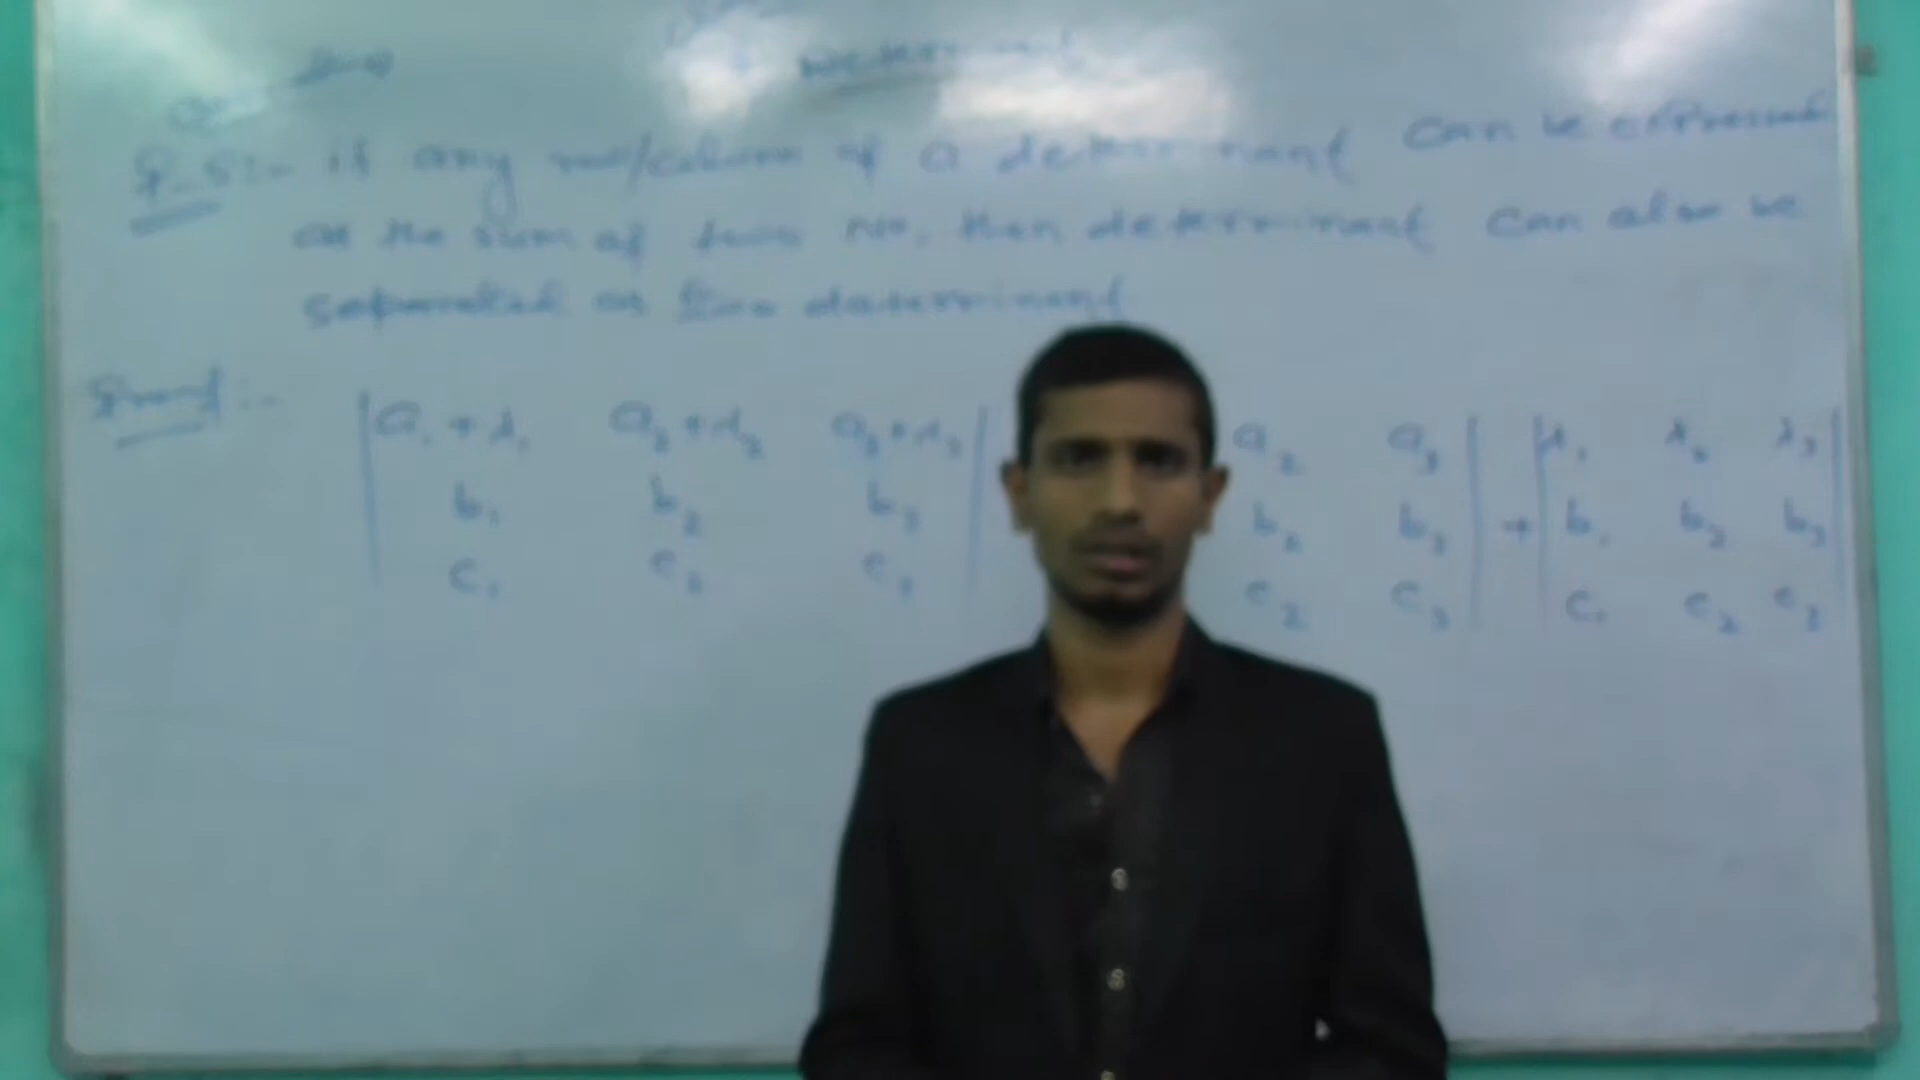 Determinant
P-5:- if any row/column of a determinant can be expressed
as the sum of two no, then determinant can also be
separated as two determinant
Proof :-
| a₁ + λ₁ a₂ + λ₂ a₃ + λ₃ | a₂ a₃ | | λ₁ λ₂ λ₃ |
b₁ b₂ b₃ b₂ b₃ + b₁ b₂ b₃
c₁ c₂ c₃ c₂ c₃ c₁ c₂ c₃